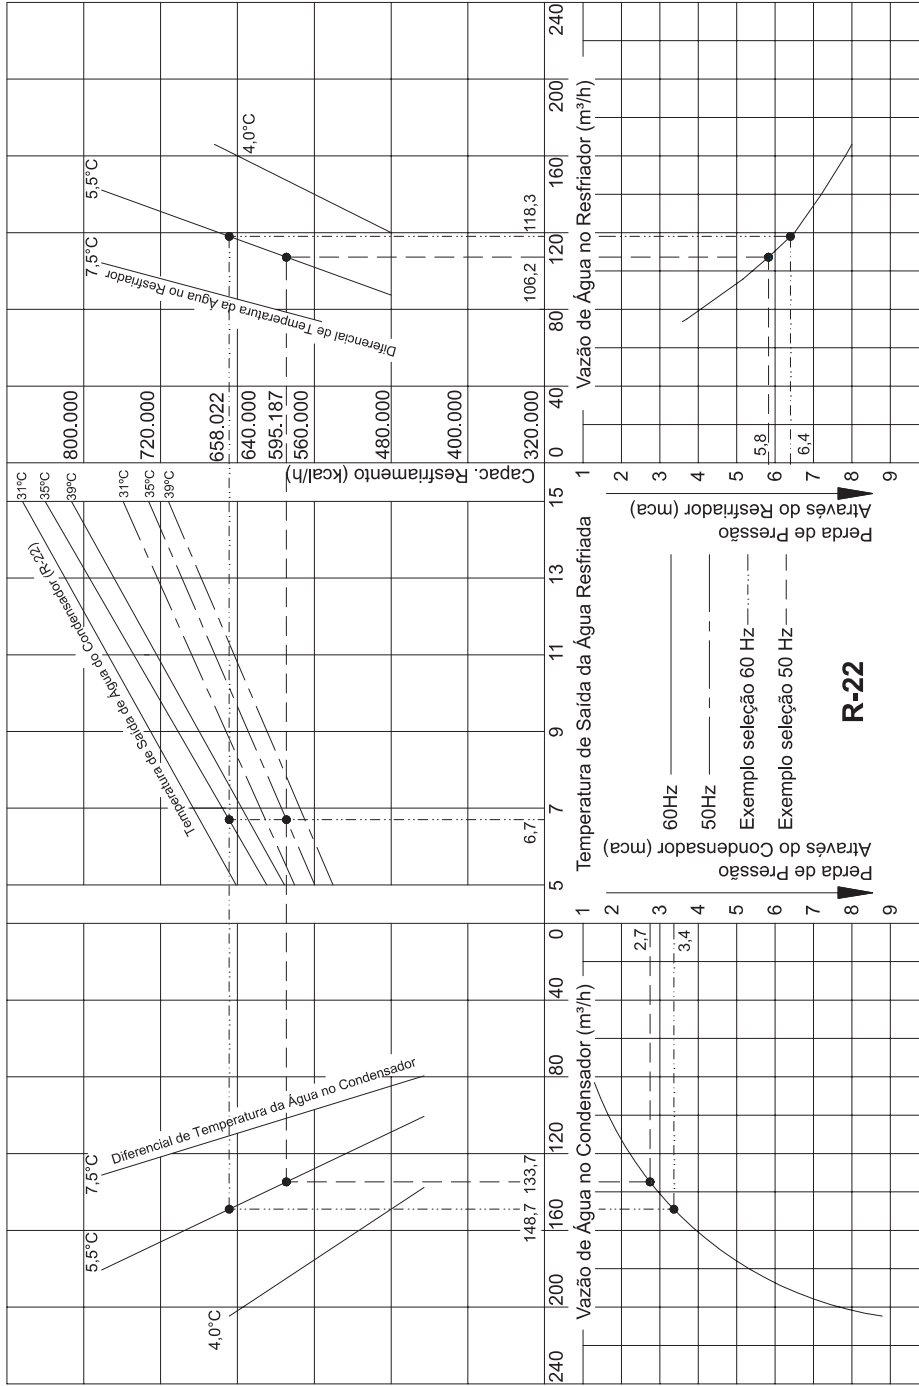 7,5°C
5,5°C
4,0°C
Diferencial de Temperatura da Água no Condensador
148,7
133,7
240
200
160
120
80
40
0
Vazão de Água no Condensador (m³/h)
2,7
3,4
1
2
3
4
5
6
7
8
9
Perda de Pressão
Através do Condensador (mca)
Temperatura de Saída de Água do Condensador (R-22)
31ºC
35ºC
39ºC
31ºC
35ºC
39ºC
6,7
5
7
9
11
13
15
Temperatura de Saída da Água Resfriada
60Hz
50Hz
Exemplo seleção 60 Hz
Exemplo seleção 50 Hz
R-22
Capac. Resfriamento (kcal/h)
800.000
720.000
658.022
640.000
595.187
560.000
480.000
400.000
320.000
7,5°C
5,5°C
4,0°C
Diferencial de Temperatura da Água no Resfriador
106,2
118,3
0
40
80
120
160
200
240
Vazão de Água no Resfriador (m³/h)
5,8
6,4
1
2
3
4
5
6
7
8
9
Perda de Pressão
Através do Resfriador (mca)